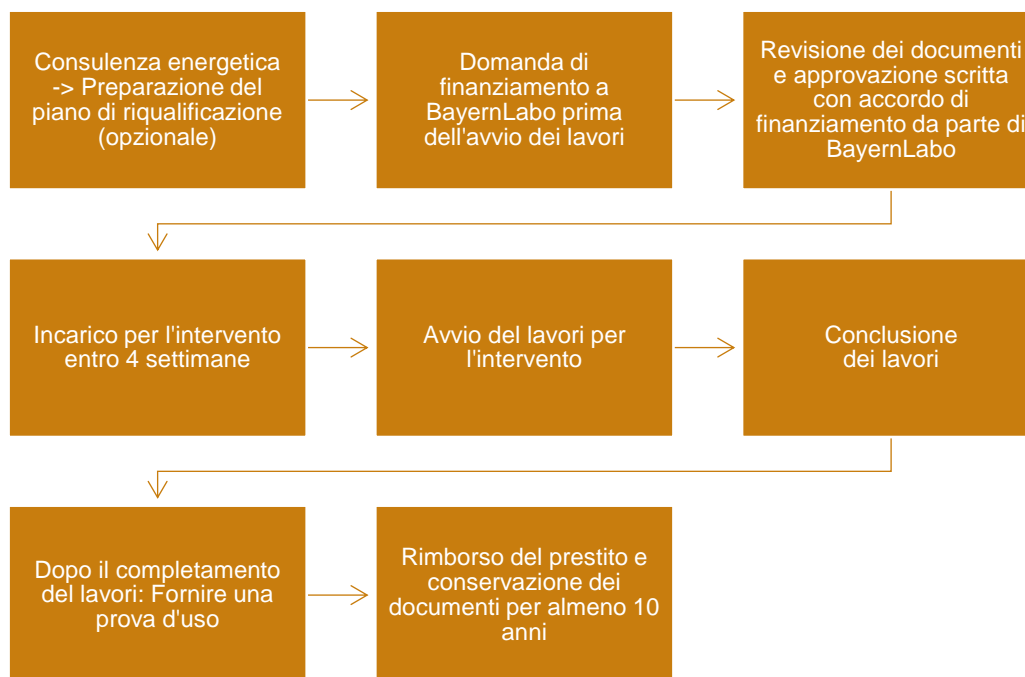 Consulenza energetica
-> Preparazione del
piano di riqualificazione
(opzionale)
Domanda di
finanziamento a
BayernLabo prima
dell'avvio dei lavori
Revisione dei documenti
e approvazione scritta
con accordo di
finanziamento da parte di
BayernLabo
Incarico per l'intervento
entro 4 settimane
Avvio del lavori per
l'intervento
Conclusione
dei lavori
Dopo il completamento
del lavori: Fornire una
prova d'uso
Rimborso del prestito e
conservazione dei
documenti per almeno 10
anni